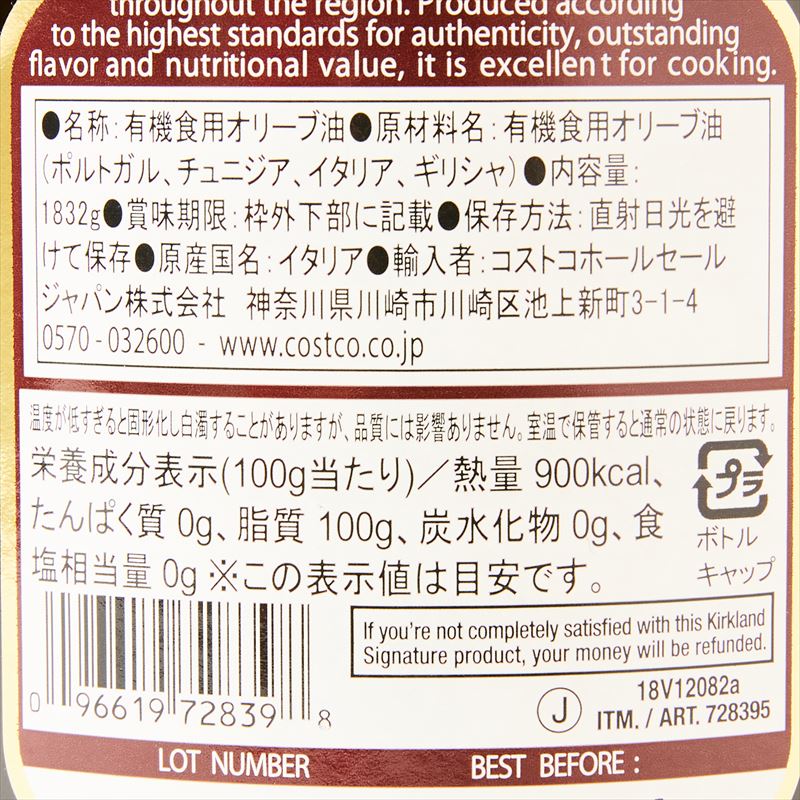 throughout the region. Produced according
to the highest standards for authenticity, outstanding
flavor and nutritional value, it is excellent for cooking.
●名称:有機食用オリーブ油●原材料名:有機食用オリーブ油
(ポルトガル、チュニジア、イタリア、ギリシャ)●内容量:
1832g●賞味期限:枠外下部に記載●保存方法:直射日光を避
けて保存●原産国名:イタリア●輸入者:コストコホールセール
ジャパン株式会社 神奈川県川崎市川崎区池上新町3-1-4
0570-032600 - www.costco.co.jp
温度が低すぎると固形化し白濁することがありますが、品質には影響ありません。室温で保管すると通常の状態に戻ります。
栄養成分表示(100g当たり)/熱量 900kcal、
たんぱく質 0g、脂質 100g、炭水化物 0g、食
塩相当量 0g ※この表示値は目安です。
プラ
ボトル
キャップ
If you're not completely satisfied with this Kirkland
Signature product, your money will be refunded.
0 96619 72839 8
J
18V12082a
ITM. / ART. 728395
LOT NUMBER
BEST BEFORE :